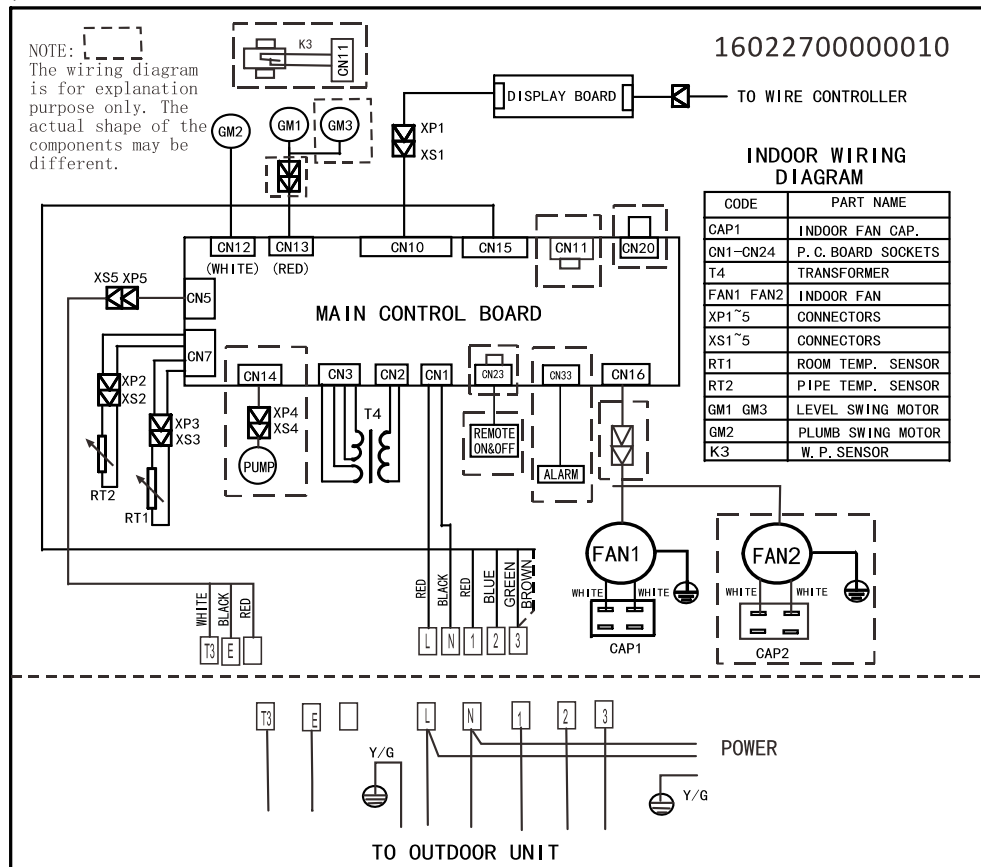 NOTE:
The wiring diagram
is for explanation
purpose only. The
actual shape of the
components may be
different.
K3
CN11
16022700000010
DISPLAY BOARD
TO WIRE CONTROLLER
GM2
GM1
GM3
XP1
XS1
INDOOR WIRING
DIAGRAM
CODE PART NAME
CAP1 INDOOR FAN CAP.
CN1-CN24 P.C.BOARD SOCKETS
T4 TRANSFORMER
FAN1 FAN2 INDOOR FAN
XP1~5 CONNECTORS
XS1~5 CONNECTORS
RT1 ROOM TEMP. SENSOR
RT2 PIPE TEMP. SENSOR
GM1 GM3 LEVEL SWING MOTOR
GM2 PLUMB SWING MOTOR
K3 W.P.SENSOR
CN12 CN13 CN10 CN15 CN11 CN20
(WHITE) (RED)
XS5 XP5
CN5
MAIN CONTROL BOARD
CN7
CN14 CN3 CN2 CN1 CN23 CN33 CN16
XP2
XS2
XP3
XS3
XP4
XS4
T4
REMOTE
ON&OFF
PUMP
ALARM
RT2
RT1
FAN1
FAN2
WHITE WHITE WHITE WHITE
CAP1
CAP2
WHITE BLACK RED
RED BLACK RED BLUE GREEN BROWN
T3 E
L N 1 2 3
T3 E L N 1 2 3
POWER
Y/G
Y/G
TO OUTDOOR UNIT